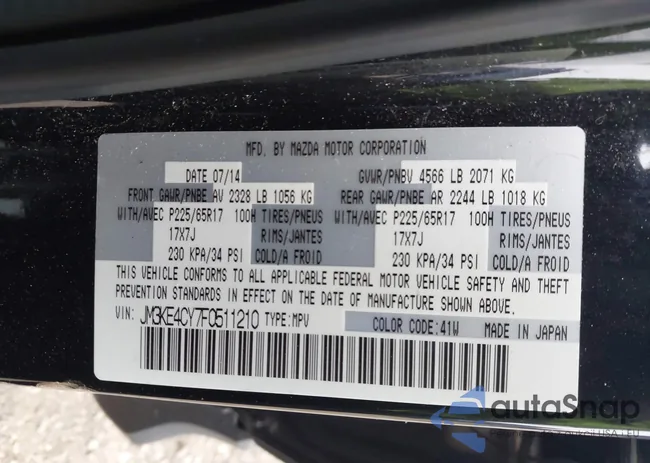 MFD. BY MAZDA MOTOR CORPORATION
DATE 07/14 GVWR/PNBV 4566 LB 2071 KG
FRONT GAWR/PNBE AV 2328 LB 1056 KG REAR GAWR/PNBE AR 2244 LB 1018 KG
WITH/AVEC P225/65R17 100H TIRES/PNEUS WITH/AVEC P225/65R17 100H TIRES/PNEUS
17X7J RIMS/JANTES 17X7J RIMS/JANTES
230 KPA/34 PSI COLD/A FROID 230 KPA/34 PSI COLD/A FROID
THIS VEHICLE CONFORMS TO ALL APPLICABLE FEDERAL MOTOR VEHICLE SAFETY AND THEFT
PREVENTION STANDARDS IN EFFECT ON THE DATE OF MANUFACTURE SHOWN ABOVE.
VIN: JM3KE4CY7F0511210 TYPE:MPV COLOR CODE:41W MADE IN JAPAN
autoSnap